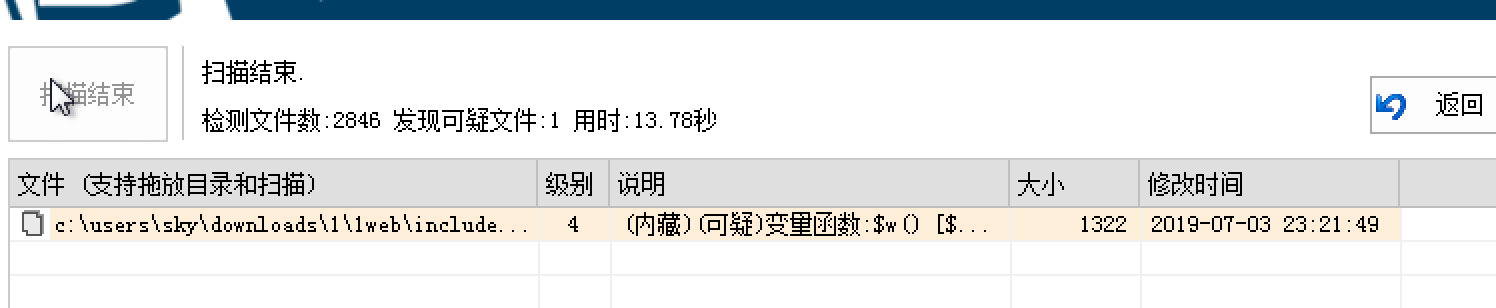 扫描结束
扫描结束.
检测文件数:2846 发现可疑文件:1 用时:13.78秒
返回
文件 (支持拖放目录和扫描) 级别 说明 大小 修改时间
c:\users\sky\downloads\1\1web\include... 4 (内藏)(可疑)变量函数:$w() [$... 1322 2019-07-03 23:21:49